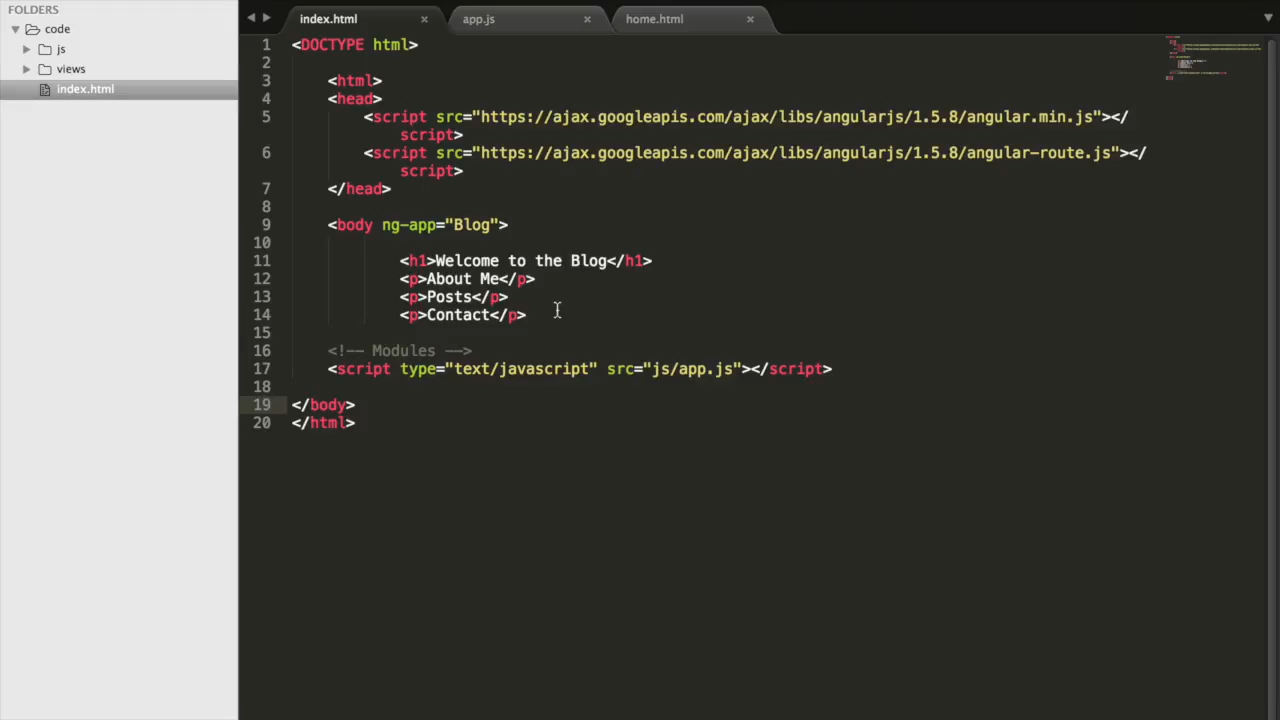 FOLDERS
code
js
views
index.html
index.html × app.js × home.html ×
1 <DOCTYPE html>
2
3 <html>
4 <head>
5 <script src="https://ajax.googleapis.com/ajax/libs/angularjs/1.5.8/angular.min.js"></
script>
6 <script src="https://ajax.googleapis.com/ajax/libs/angularjs/1.5.8/angular-route.js"></
script>
7 </head>
8
9 <body ng-app="Blog">
10
11 <h1>Welcome to the Blog</h1>
12 <p>About Me</p>
13 <p>Posts</p>
14 <p>Contact</p>
15
16 <!-- Modules -->
17 <script type="text/javascript" src="js/app.js"></script>
18
19 </body>
20 </html>